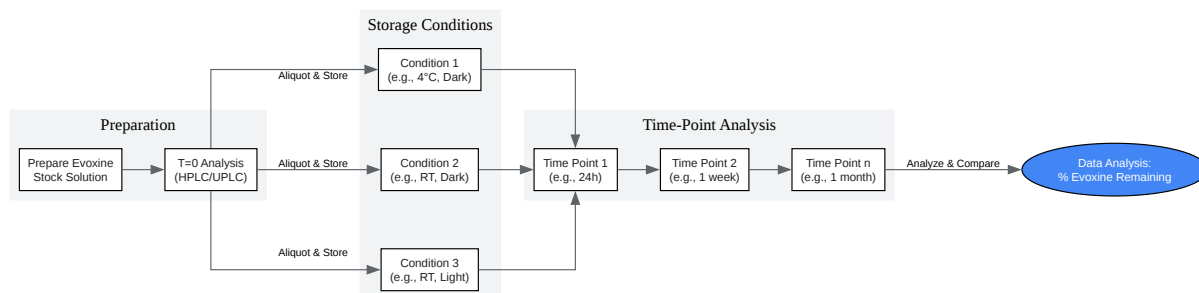 Storage Conditions
Condition 1
(e.g., 4°C, Dark)
Aliquot & Store
Preparation
Time-Point Analysis
Prepare Evoxine
Stock Solution
T=0 Analysis
(HPLC/UPLC)
Aliquot & Store
Condition 2
(e.g., RT, Dark)
Time Point 1
(e.g., 24h)
Time Point 2
(e.g., 1 week)
Time Point n
(e.g., 1 month)
Analyze & Compare
Data Analysis:
% Evoxine Remaining
Aliquot & Store
Condition 3
(e.g., RT, Light)